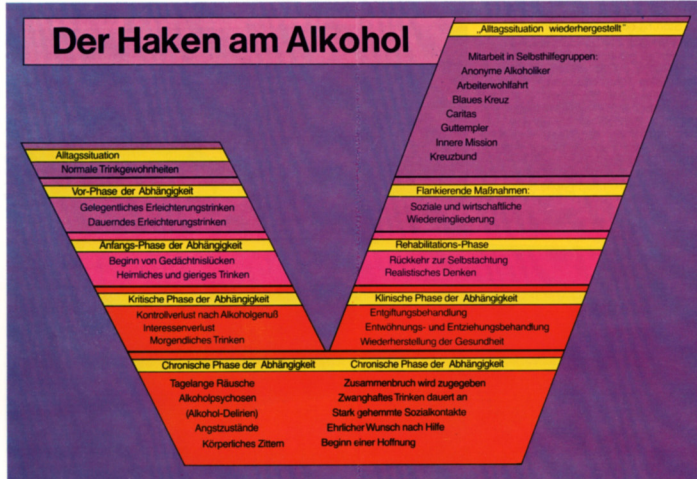 Der Haken am Alkohol
Alltagssituation
Normale Trinkgewohnheiten
Vor-Phase der Abhängigkeit
Gelegentliches Erleichterungstrinken
Dauerndes Erleichterungstrinken
Anfangs-Phase der Abhängigkeit
Beginn von Gedächtnislücken
Heimliches und gieriges Trinken
Kritische Phase der Abhängigkeit
Kontrollverlust nach Alkoholgenuß
Interessenverlust
Morgendliches Trinken
Chronische Phase der Abhängigkeit
Tagelange Räusche
Alkoholpsychosen
(Alkohol-Delirien)
Angstzustände
Körperliches Zittern
Chronische Phase der Abhängigkeit
Zusammenbruch wird zugegeben
Zwanghaftes Trinken dauert an
Stark gehemmte Sozialkontakte
Ehrlicher Wunsch nach Hilfe
Beginn einer Hoffnung
Klinische Phase der Abhängigkeit
Entgiftungsbehandlung
Entwöhnungs- und Entziehungsbehandlung
Wiederherstellung der Gesundheit
Rehabilitations-Phase
Rückkehr zur Selbstachtung
Realistisches Denken
Flankierende Maßnahmen:
Soziale und wirtschaftliche
Wiedereingliederung
„Alltagssituation wiederhergestellt"
Mitarbeit in Selbsthilfegruppen:
Anonyme Alkoholiker
Arbeiterwohlfahrt
Blaues Kreuz
Caritas
Guttempler
Innere Mission
Kreuzbund